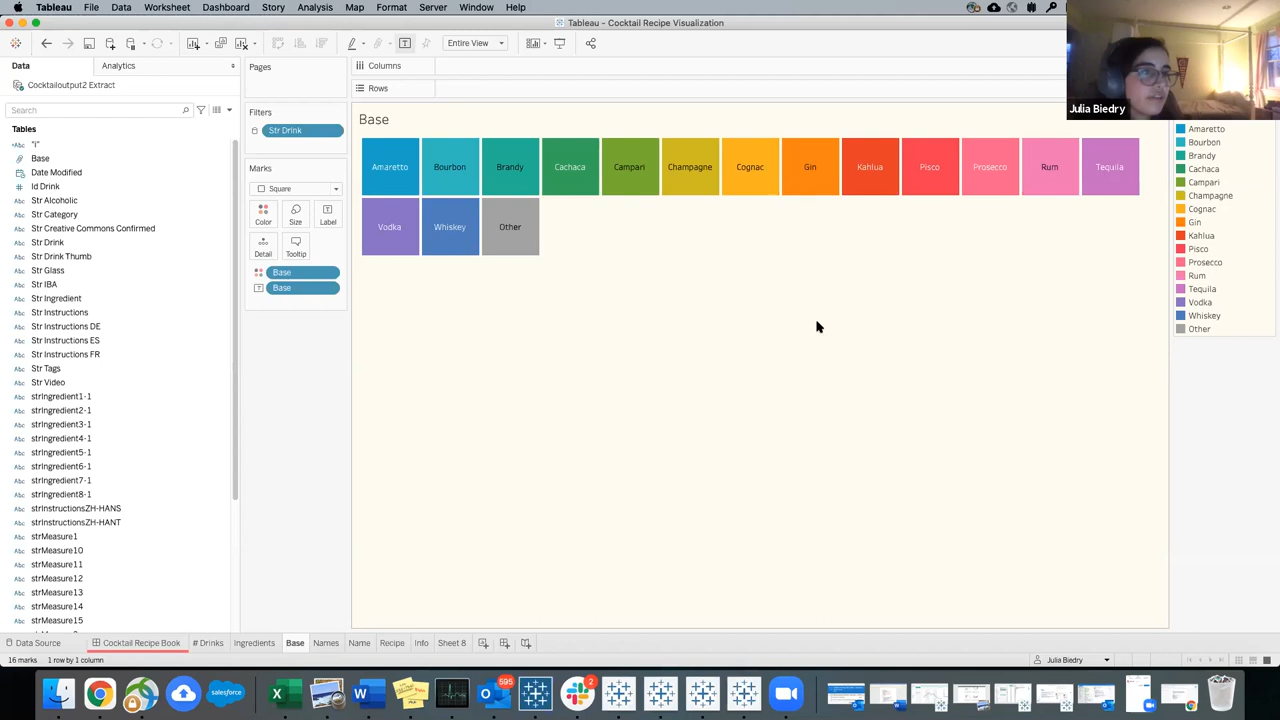 Tableau File Data Worksheet Dashboard Story Analysis Map Format Server Window Help
Tableau - Cocktail Recipe Visualization
Entire View
Data Analytics
Cocktailoutput2 Extract
Search
Tables
"i"
Base
Date Modified
Id Drink
Str Alcoholic
Str Category
Str Creative Commons Confirmed
Str Drink
Str Drink Thumb
Str Glass
Str IBA
Str Ingredient
Str Instructions
Str Instructions DE
Str Instructions ES
Str Instructions FR
Str Tags
Str Video
strIngredient1-1
strIngredient2-1
strIngredient3-1
strIngredient4-1
strIngredient5-1
strIngredient6-1
strIngredient7-1
strIngredient8-1
strInstructionsZH-HANS
strInstructionsZH-HANT
strMeasure1
strMeasure10
strMeasure11
strMeasure12
strMeasure13
strMeasure14
strMeasure15
Pages
Filters
Str Drink
Marks
Square
Color Size Label
Detail Tooltip
Base
Base
Columns
Rows
Base
Amaretto Bourbon Brandy Cachaca Campari Champagne Cognac Gin Kahlua Pisco Prosecco Rum Tequila
Vodka Whiskey Other
Julia Biedry
Amaretto
Bourbon
Brandy
Cachaca
Campari
Champagne
Cognac
Gin
Kahlua
Pisco
Prosecco
Rum
Tequila
Vodka
Whiskey
Other
Data Source Cocktail Recipe Book # Drinks Ingredients Base Names Name Recipe Info Sheet 8
16 marks 1 row by 1 column
Julia Biedry
salesforce
595
2